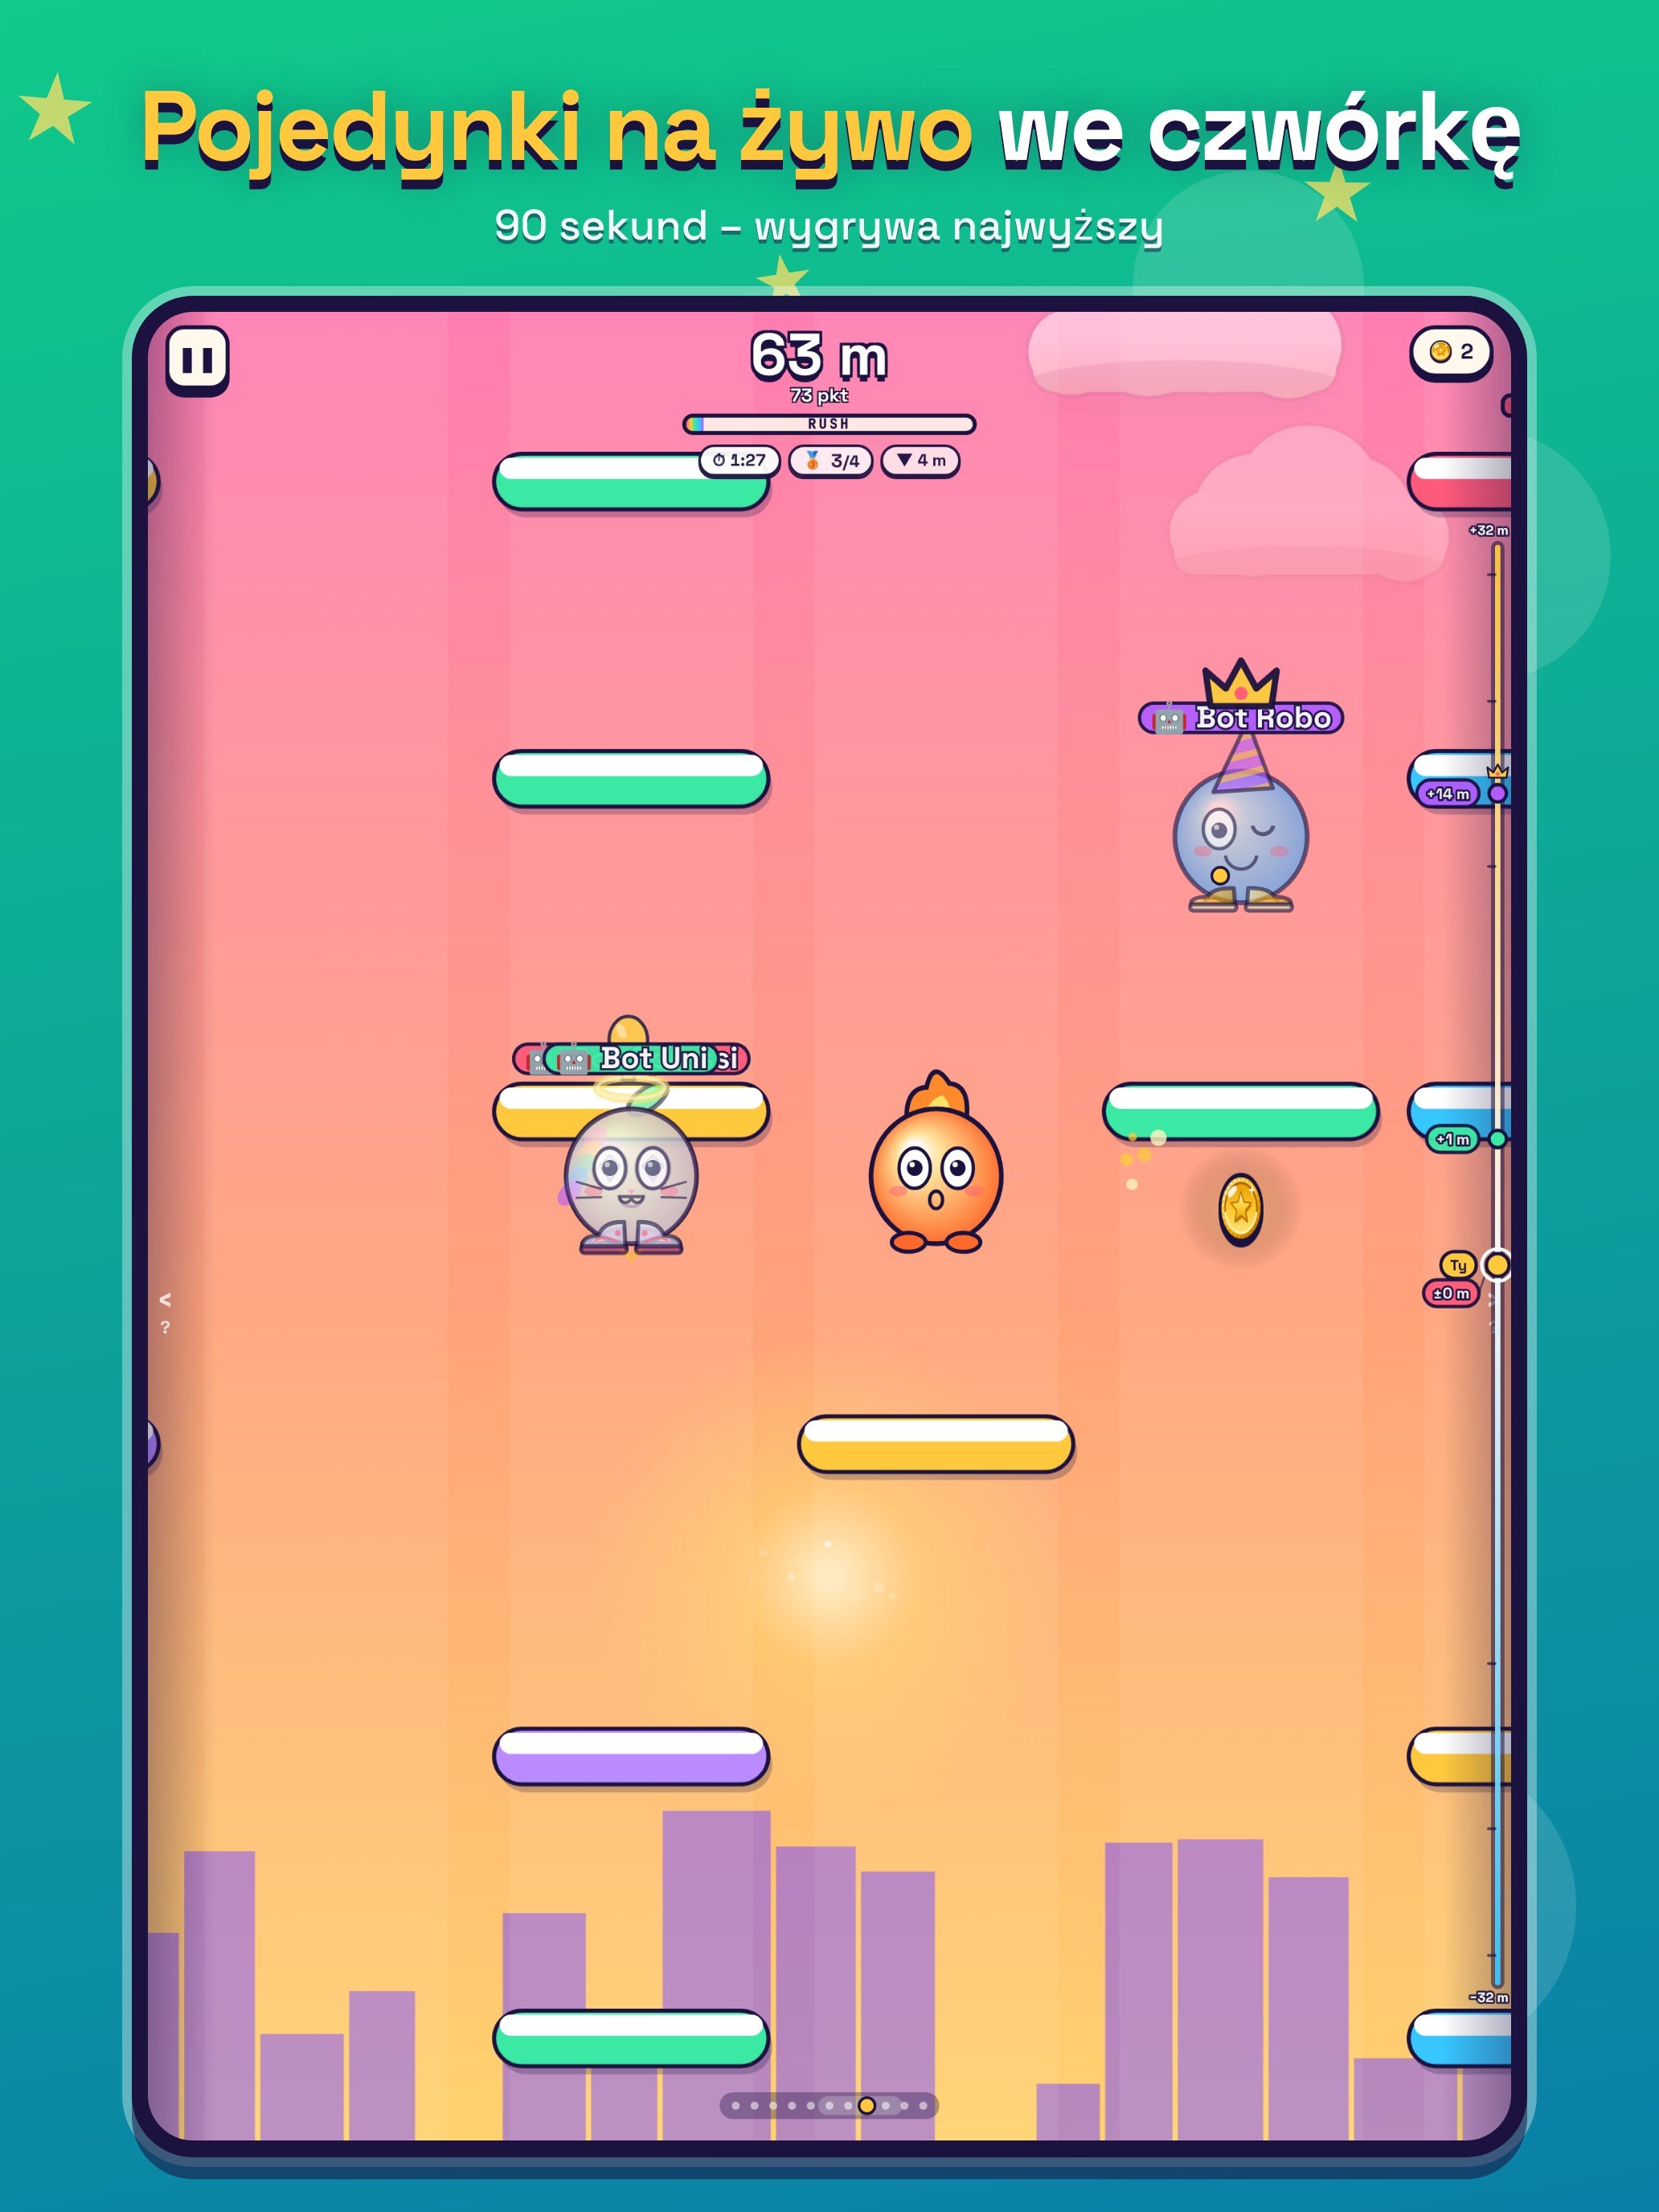 Pojedynki na żywo we czwórkę
90 sekund – wygrywa najwyższy
63 m
2
73 pkt
RUSH
1:27
3/4
▼ 4 m
+32 m
Bot Robo
+14 m
Bot Uni
si
+1 m
Ty
±0 m
<
?
-32 m